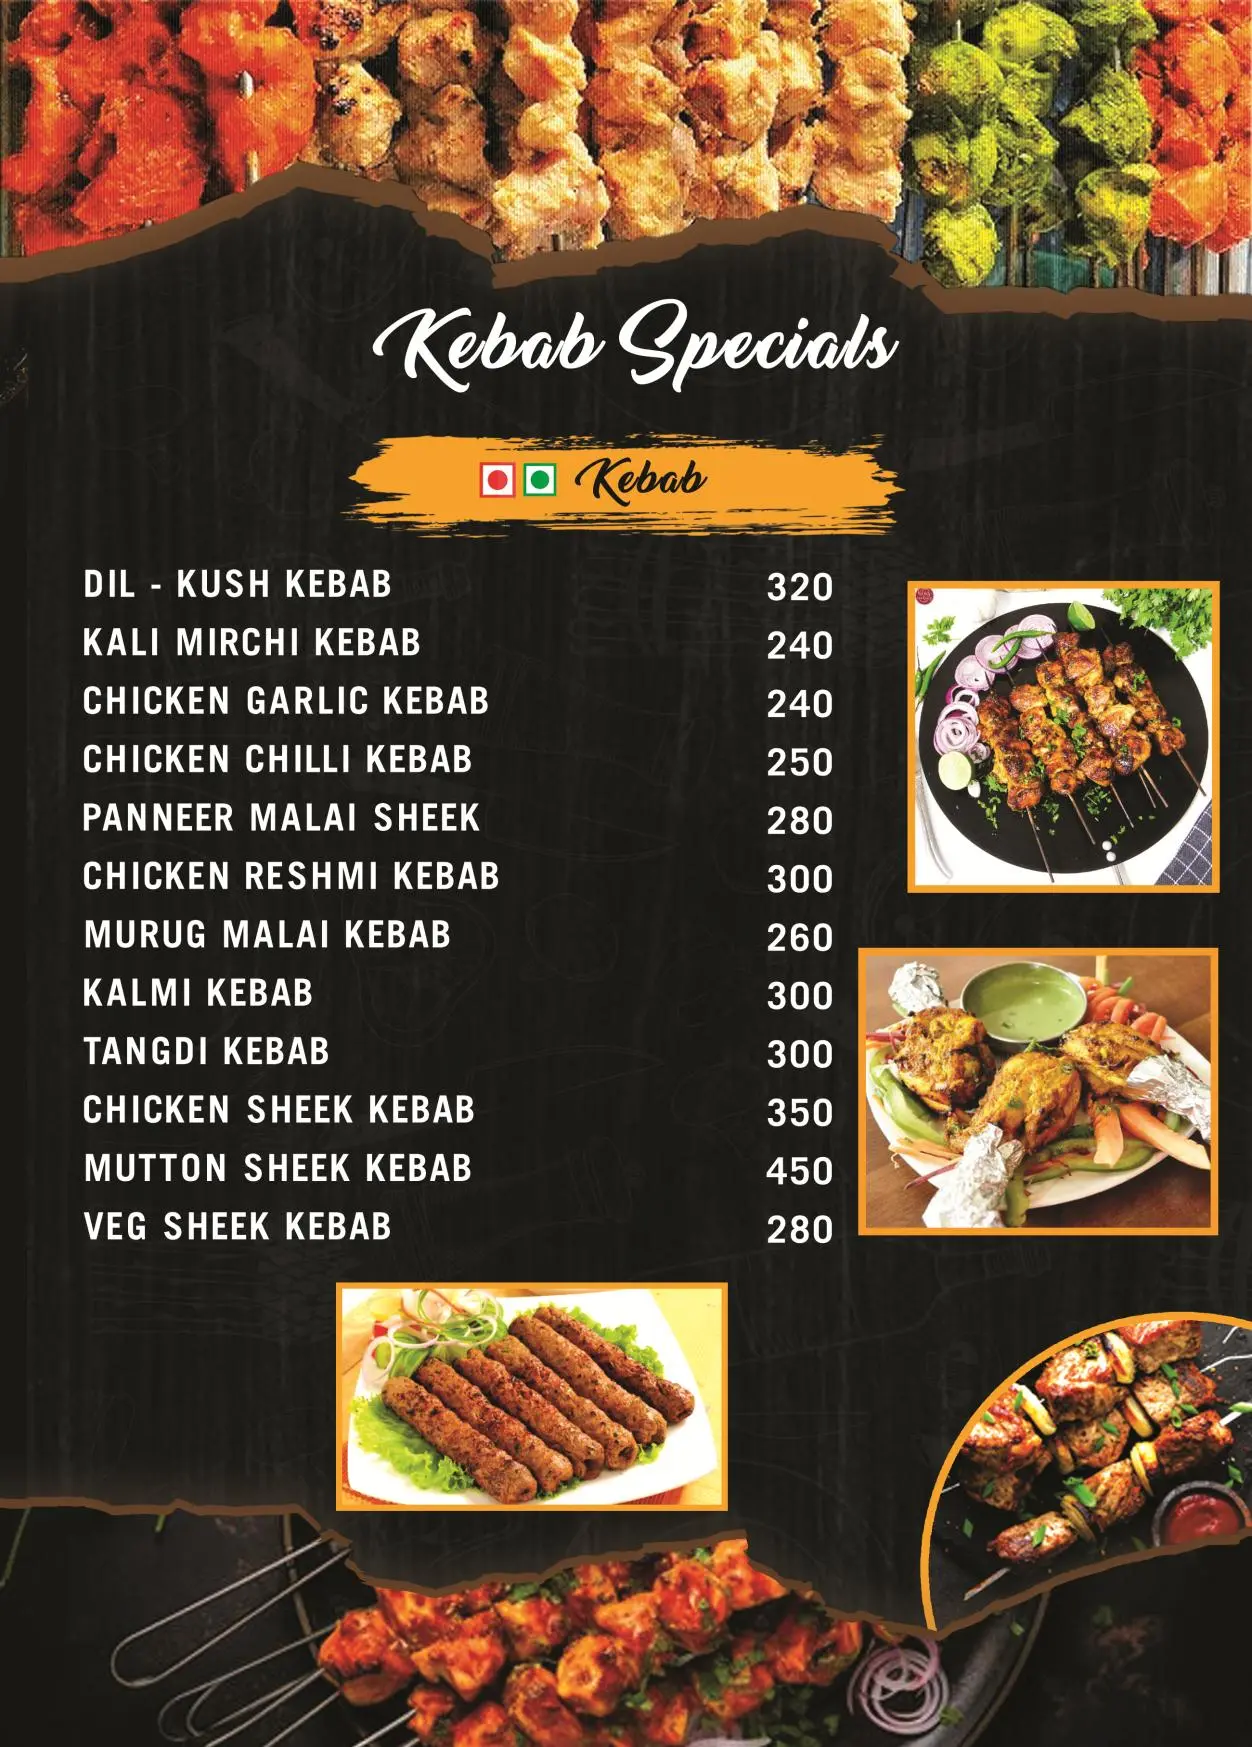 Kebab Specials
Kebab
DIL - KUSH KEBAB 320
KALI MIRCHI KEBAB 240
CHICKEN GARLIC KEBAB 240
CHICKEN CHILLI KEBAB 250
PANNEER MALAI SHEEK 280
CHICKEN RESHMI KEBAB 300
MURUG MALAI KEBAB 260
KALMI KEBAB 300
TANGDI KEBAB 300
CHICKEN SHEEK KEBAB 350
MUTTON SHEEK KEBAB 450
VEG SHEEK KEBAB 280